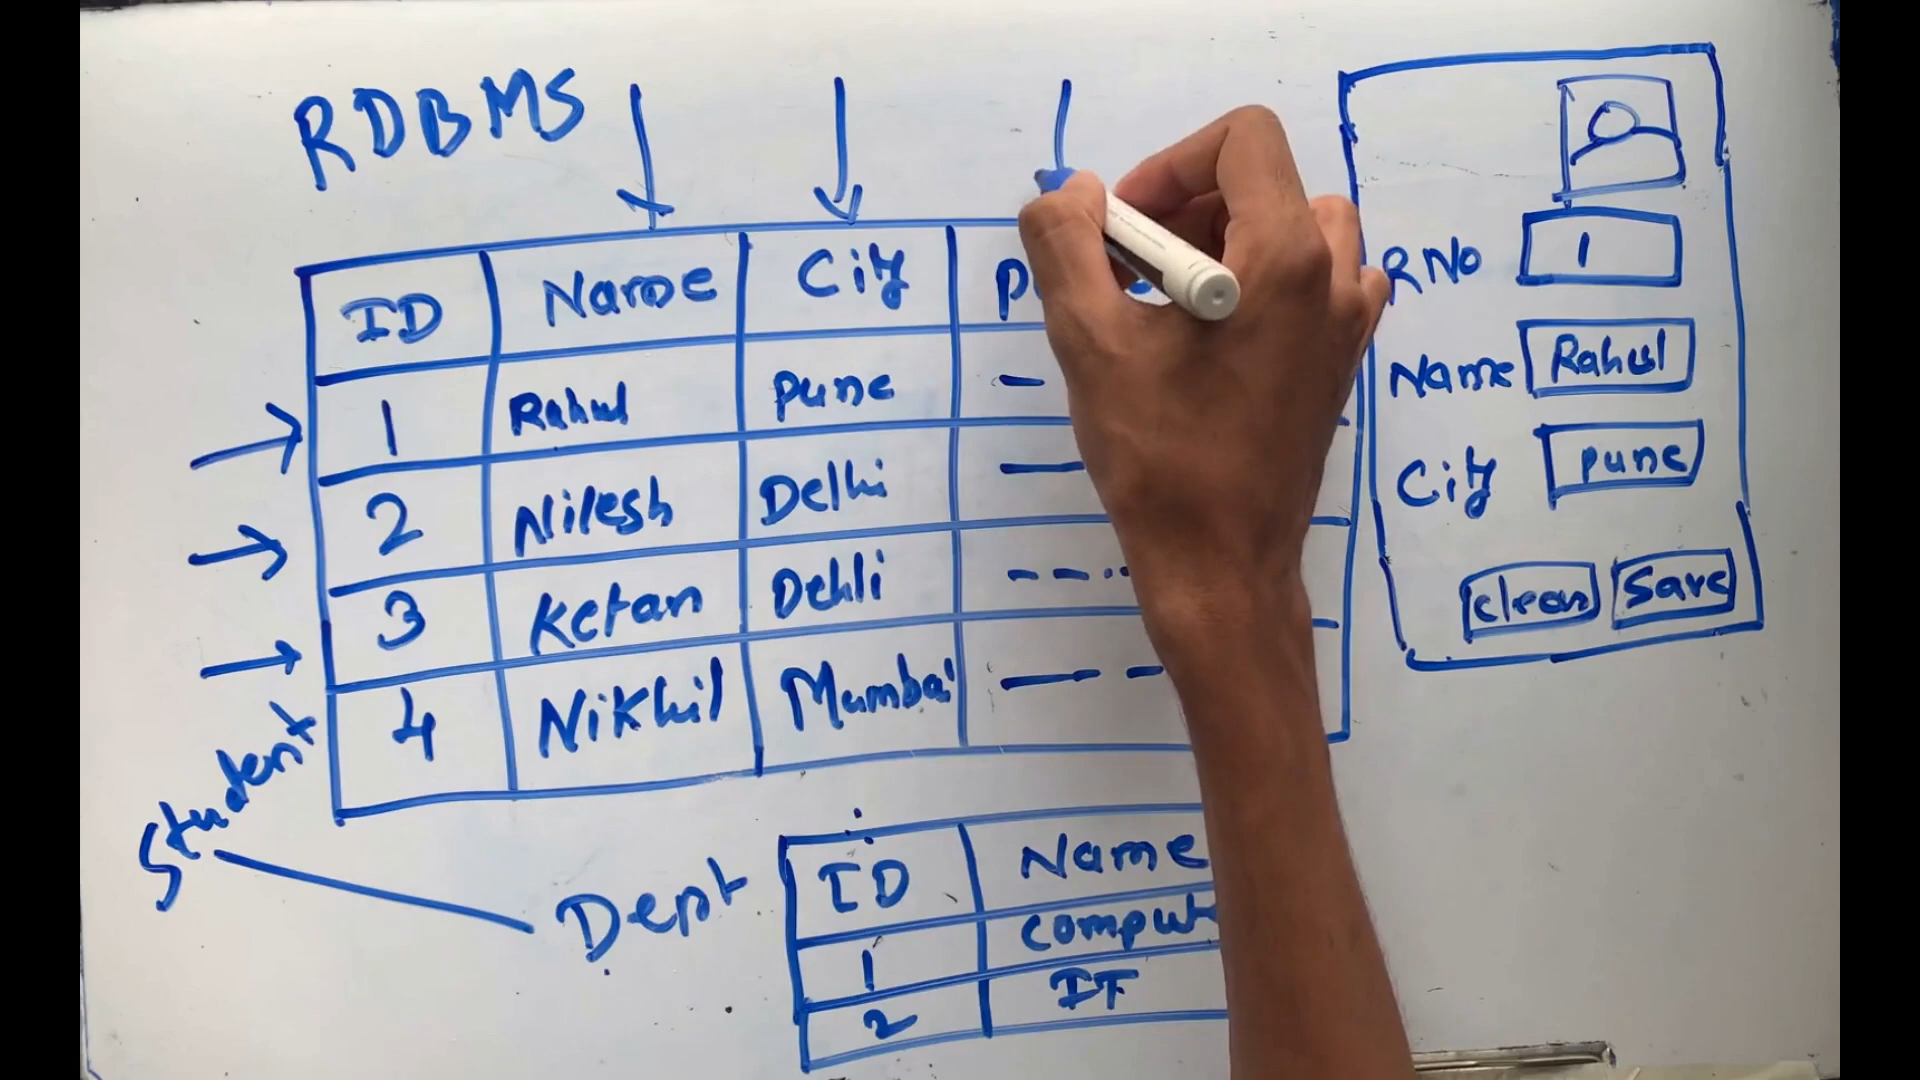 RDBMS
ID Name City
1 Rahul Pune
2 Nilesh Delhi
3 Ketan Dehli
4 Nikhil Mumbai
Student
Dept
ID Name
1
2 IT
RNo 1
Name Rahul
City pune
clear Save